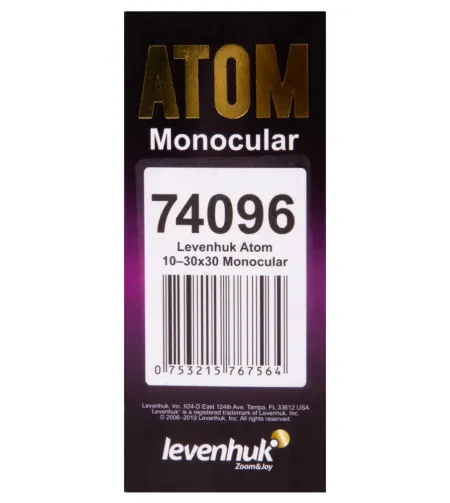 ATOM
Monocular
74096
Levenhuk Atom
10–30x30 Monocular
0 753215 767564
Levenhuk, Inc. 924-D East 124th Ave. Tampa, FL 33612 USA
Levenhuk® is a registered trademark of Levenhuk, Inc.
© 2006–2019 Levenhuk, Inc. All rights reserved.
levenhuk
Zoom&Joy